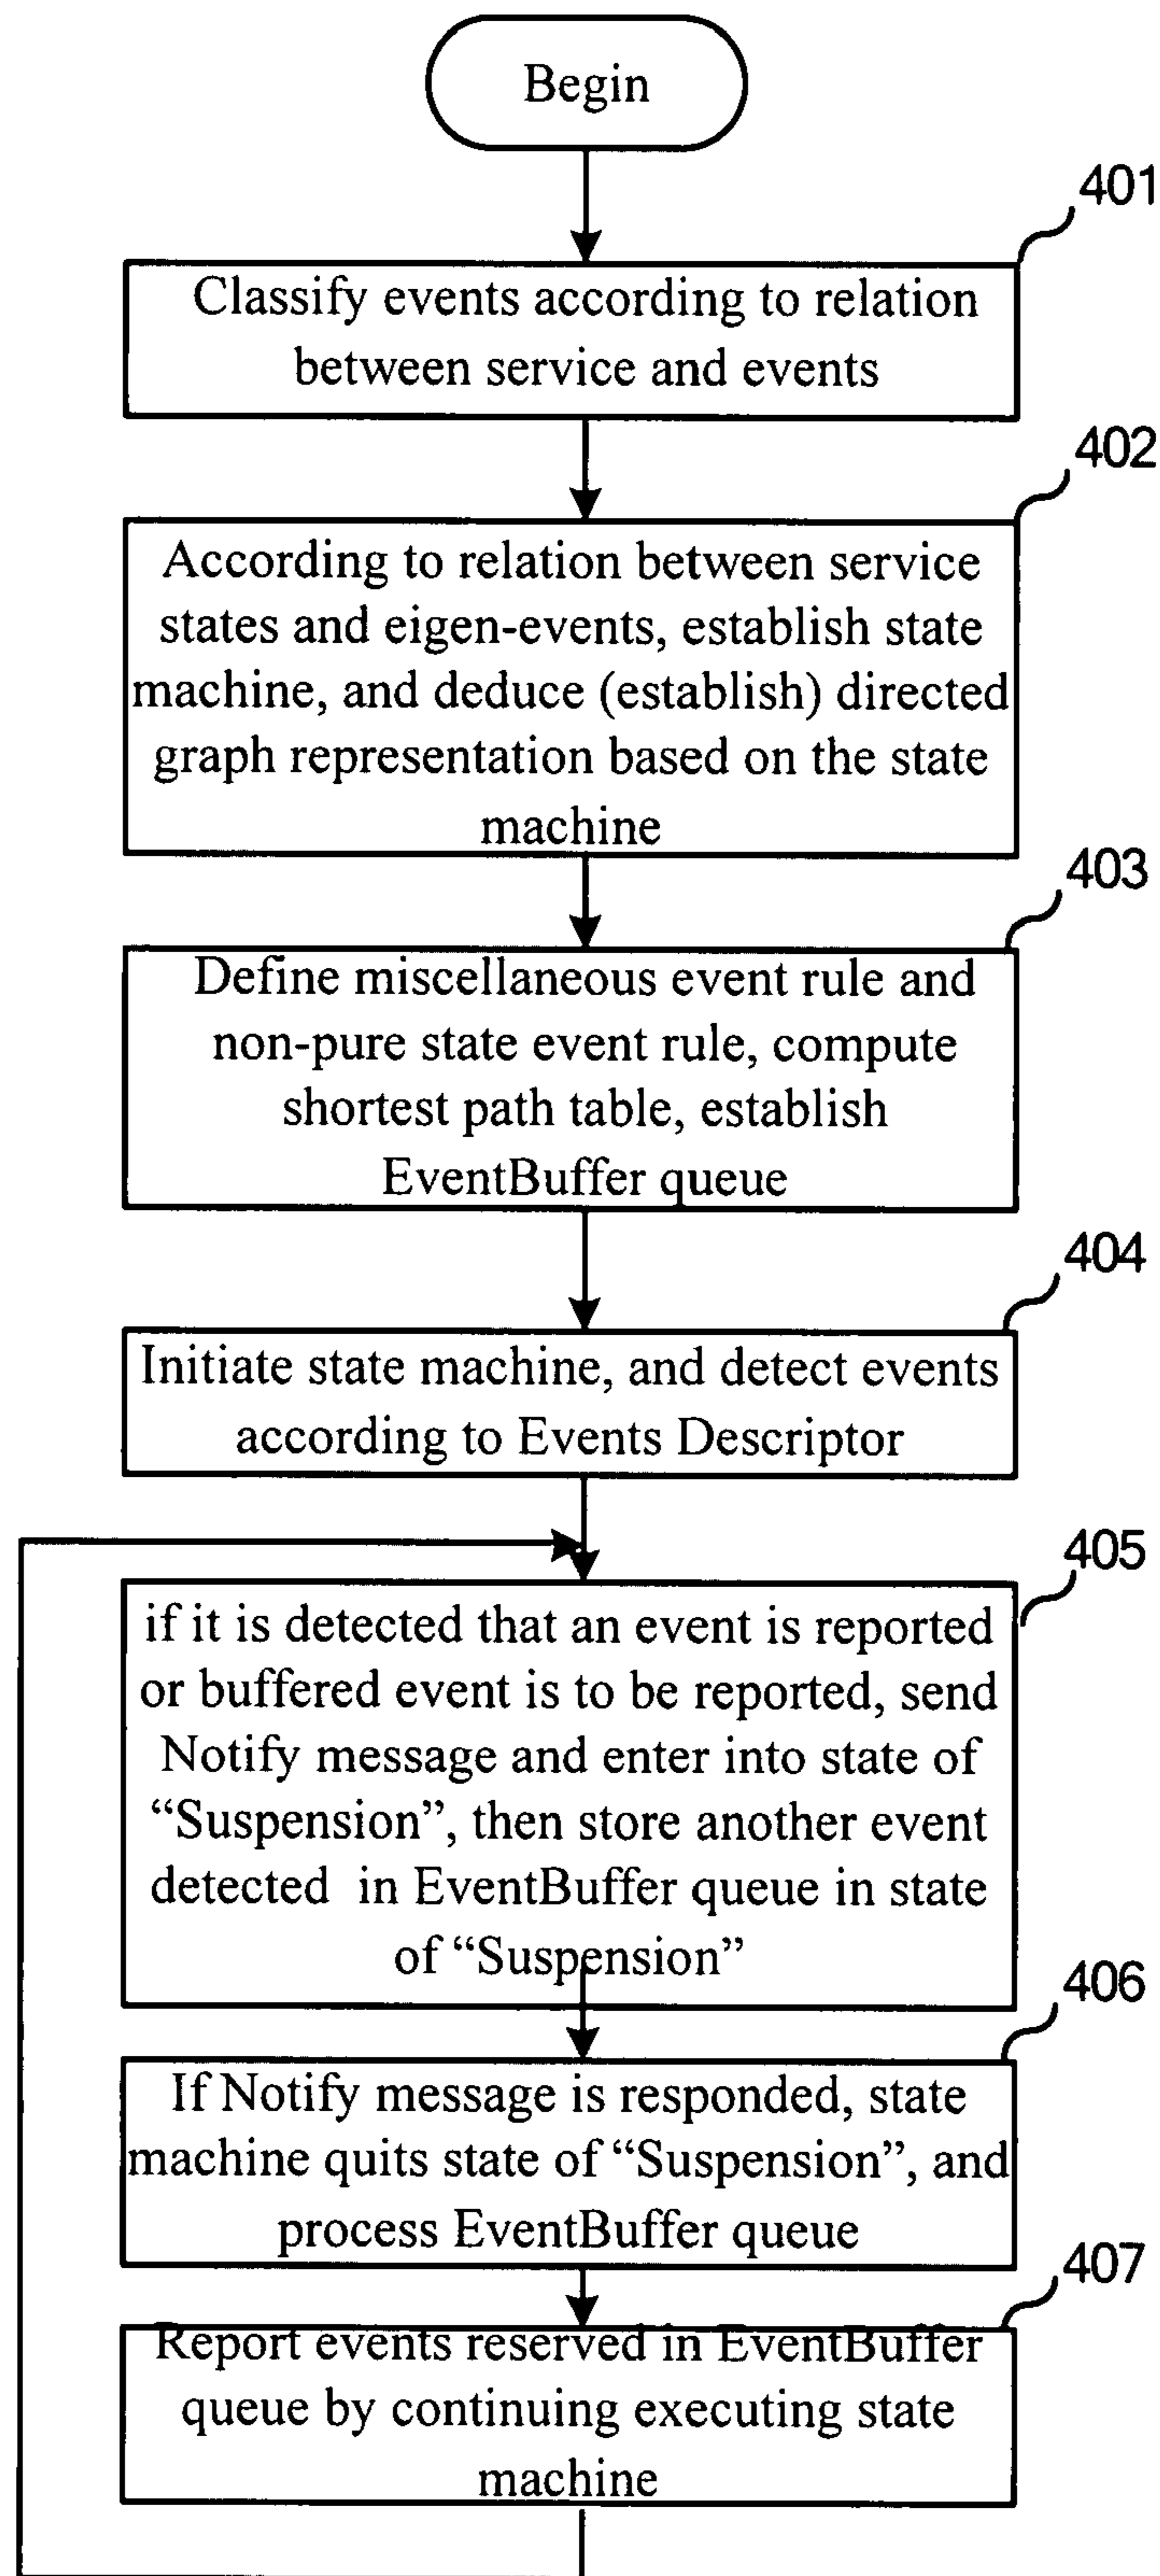 Begin
401
Classify events according to relation
between service and events
402
According to relation between service
states and eigen-events, establish state
machine, and deduce (establish) directed
graph representation based on the state
machine
403
Define miscellaneous event rule and
non-pure state event rule, compute
shortest path table, establish
EventBuffer queue
404
Initiate state machine, and detect events
according to Events Descriptor
405
if it is detected that an event is reported
or buffered event is to be reported, send
Notify message and enter into state of
“Suspension”, then store another event
detected in EventBuffer queue in state
of “Suspension”
406
If Notify message is responded, state
machine quits state of “Suspension”, and
process EventBuffer queue
407
Report events reserved in EventBuffer
queue by continuing executing state
machine